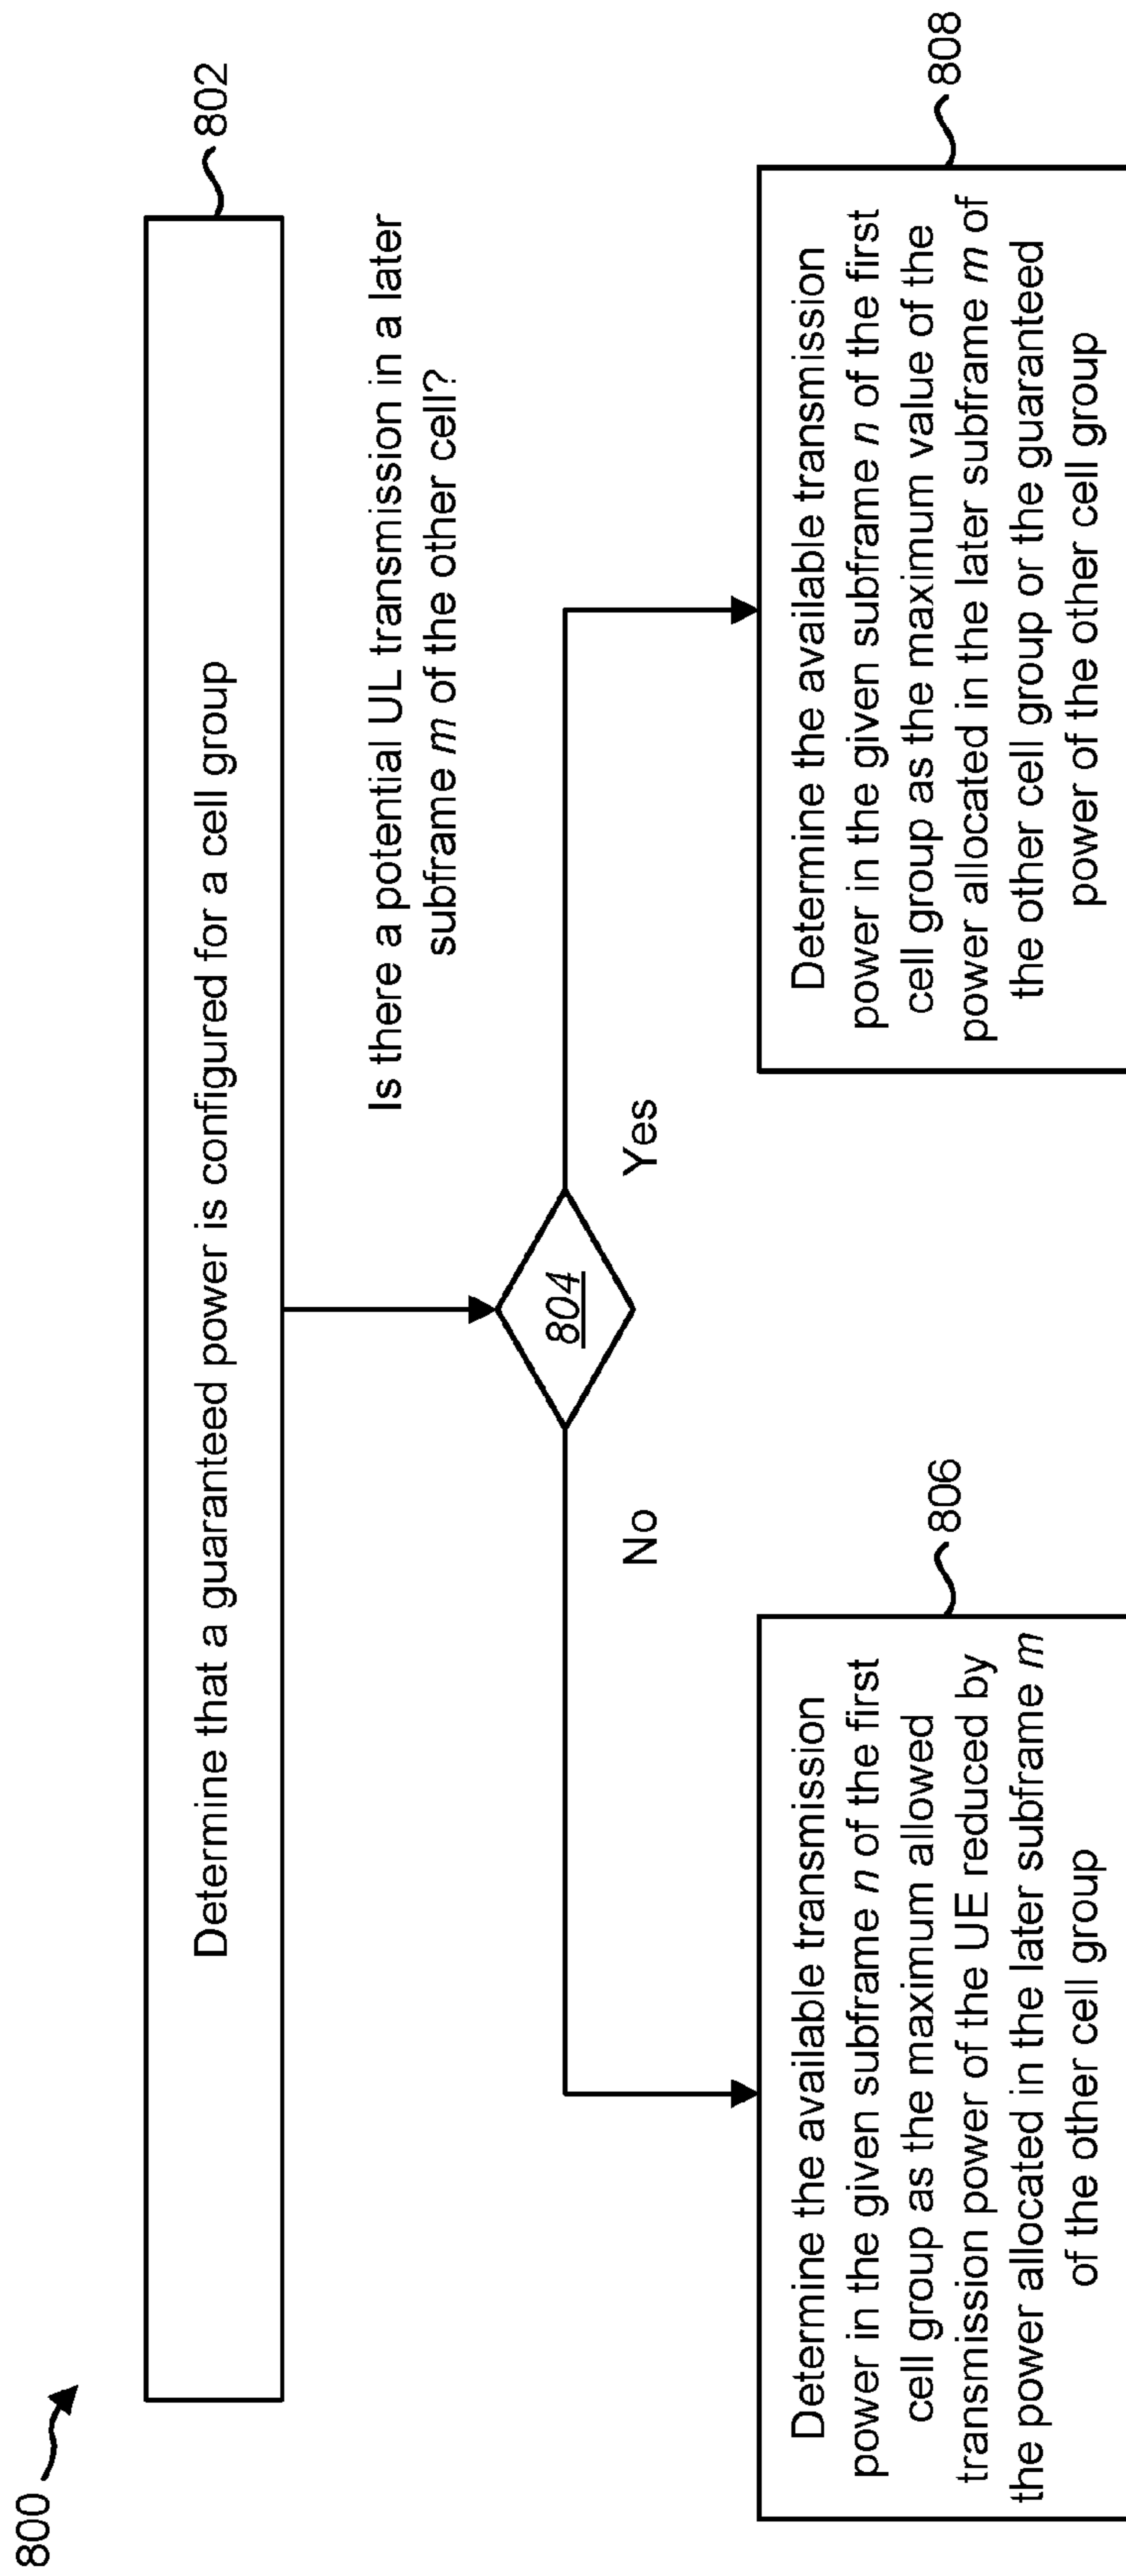 800
Determine that a guaranteed power is configured for a cell group
802
Is there a potential UL transmission in a later
subframe m of the other cell?
804
No
Yes
806
Determine the available transmission
power in the given subframe n of the first
cell group as the maximum allowed
transmission power of the UE reduced by
the power allocated in the later subframe m
of the other cell group
808
Determine the available transmission
power in the given subframe n of the first
cell group as the maximum value of the
power allocated in the later subframe m of
the other cell group or the guaranteed
power of the other cell group